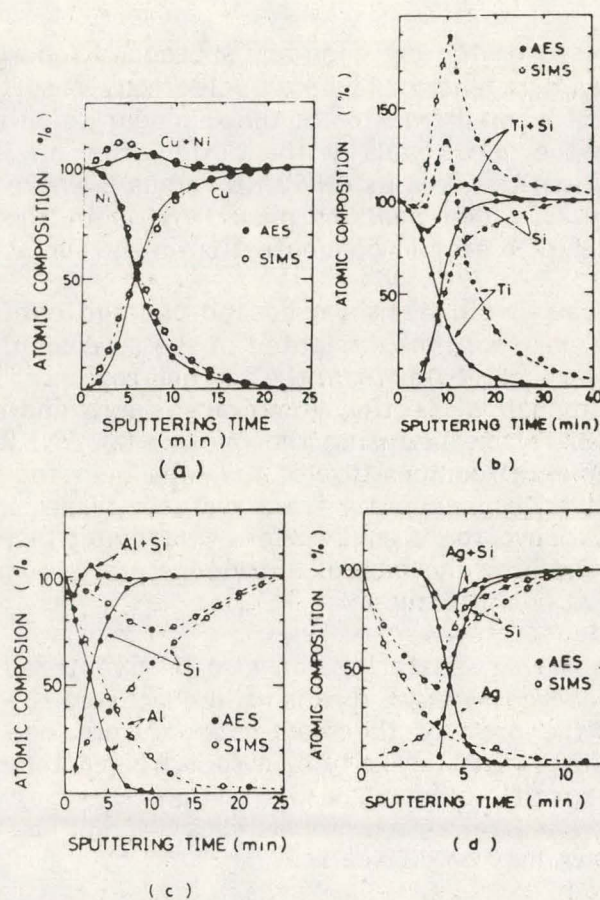 ATOMIC COMPOSITION %
100
50
0 5 10 15 20 25
Cu+Ni
Ni
Cu
AES
SIMS
SPUTTERING TIME
(min)
(a)
ATOMIC COMPOSITION ( % )
150
100
50
0 10 20 30 40
AES
SIMS
Ti+Si
Si
Ti
SPUTTERING TIME(min)
(b)
ATOMIC COMPOSION ( % )
100
50
0 5 10 15 20 25
Al+Si
Si
Al
AES
SIMS
SPUTTERING TIME(min)
(c)
ATOMIC COMPOSITION ( % )
100
50
0 5 10
Ag+Si
Si
Ag
AES
SIMS
SPUTTERING TIME (min)
(d)